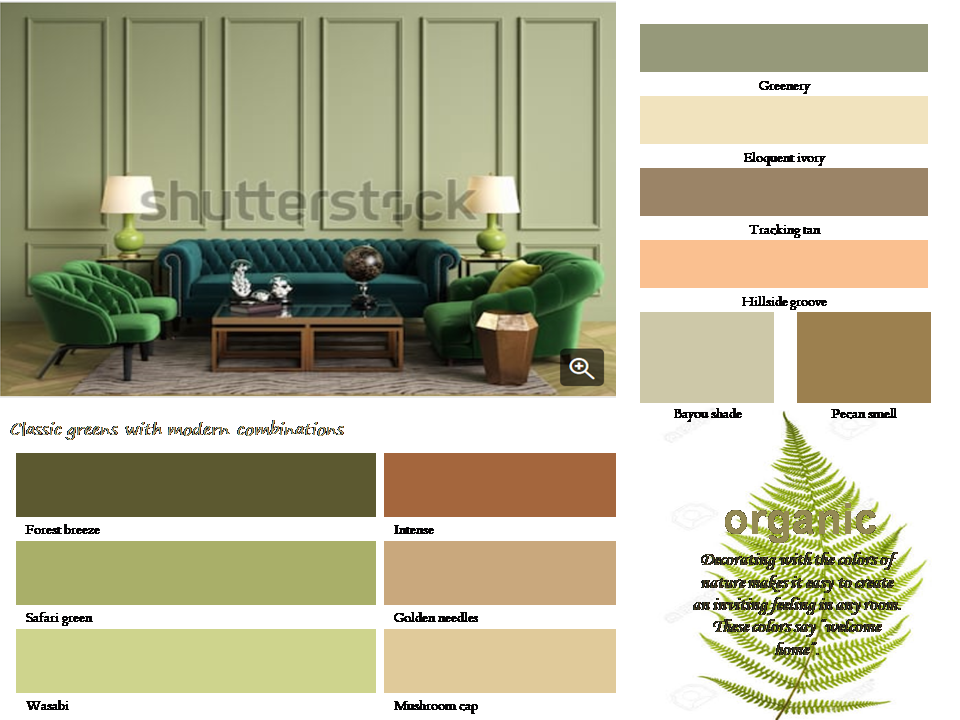 shutterstock
Greenery
Eloquent ivory
Tracking tan
Hillside groove
Bayou shade
Pecan smell
Classic greens with modern combinations
Forest breeze
Intense
Safari green
Golden needles
Wasabi
Mushroom cap
organic
Decorating with the colors of
nature makes it easy to create
an inviting feeling in any room.
These colors say "welcome
home".